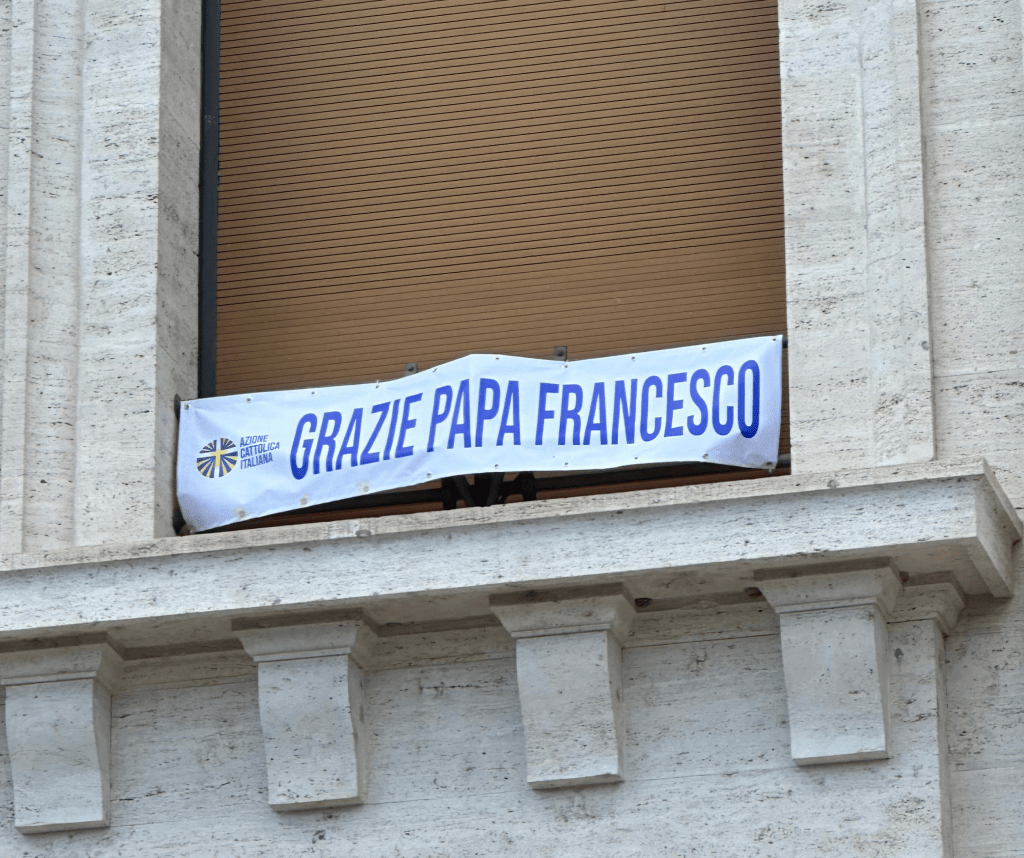 AZIONE
CATTOLICA
ITALIANA
GRAZIE PAPA FRANCESCO